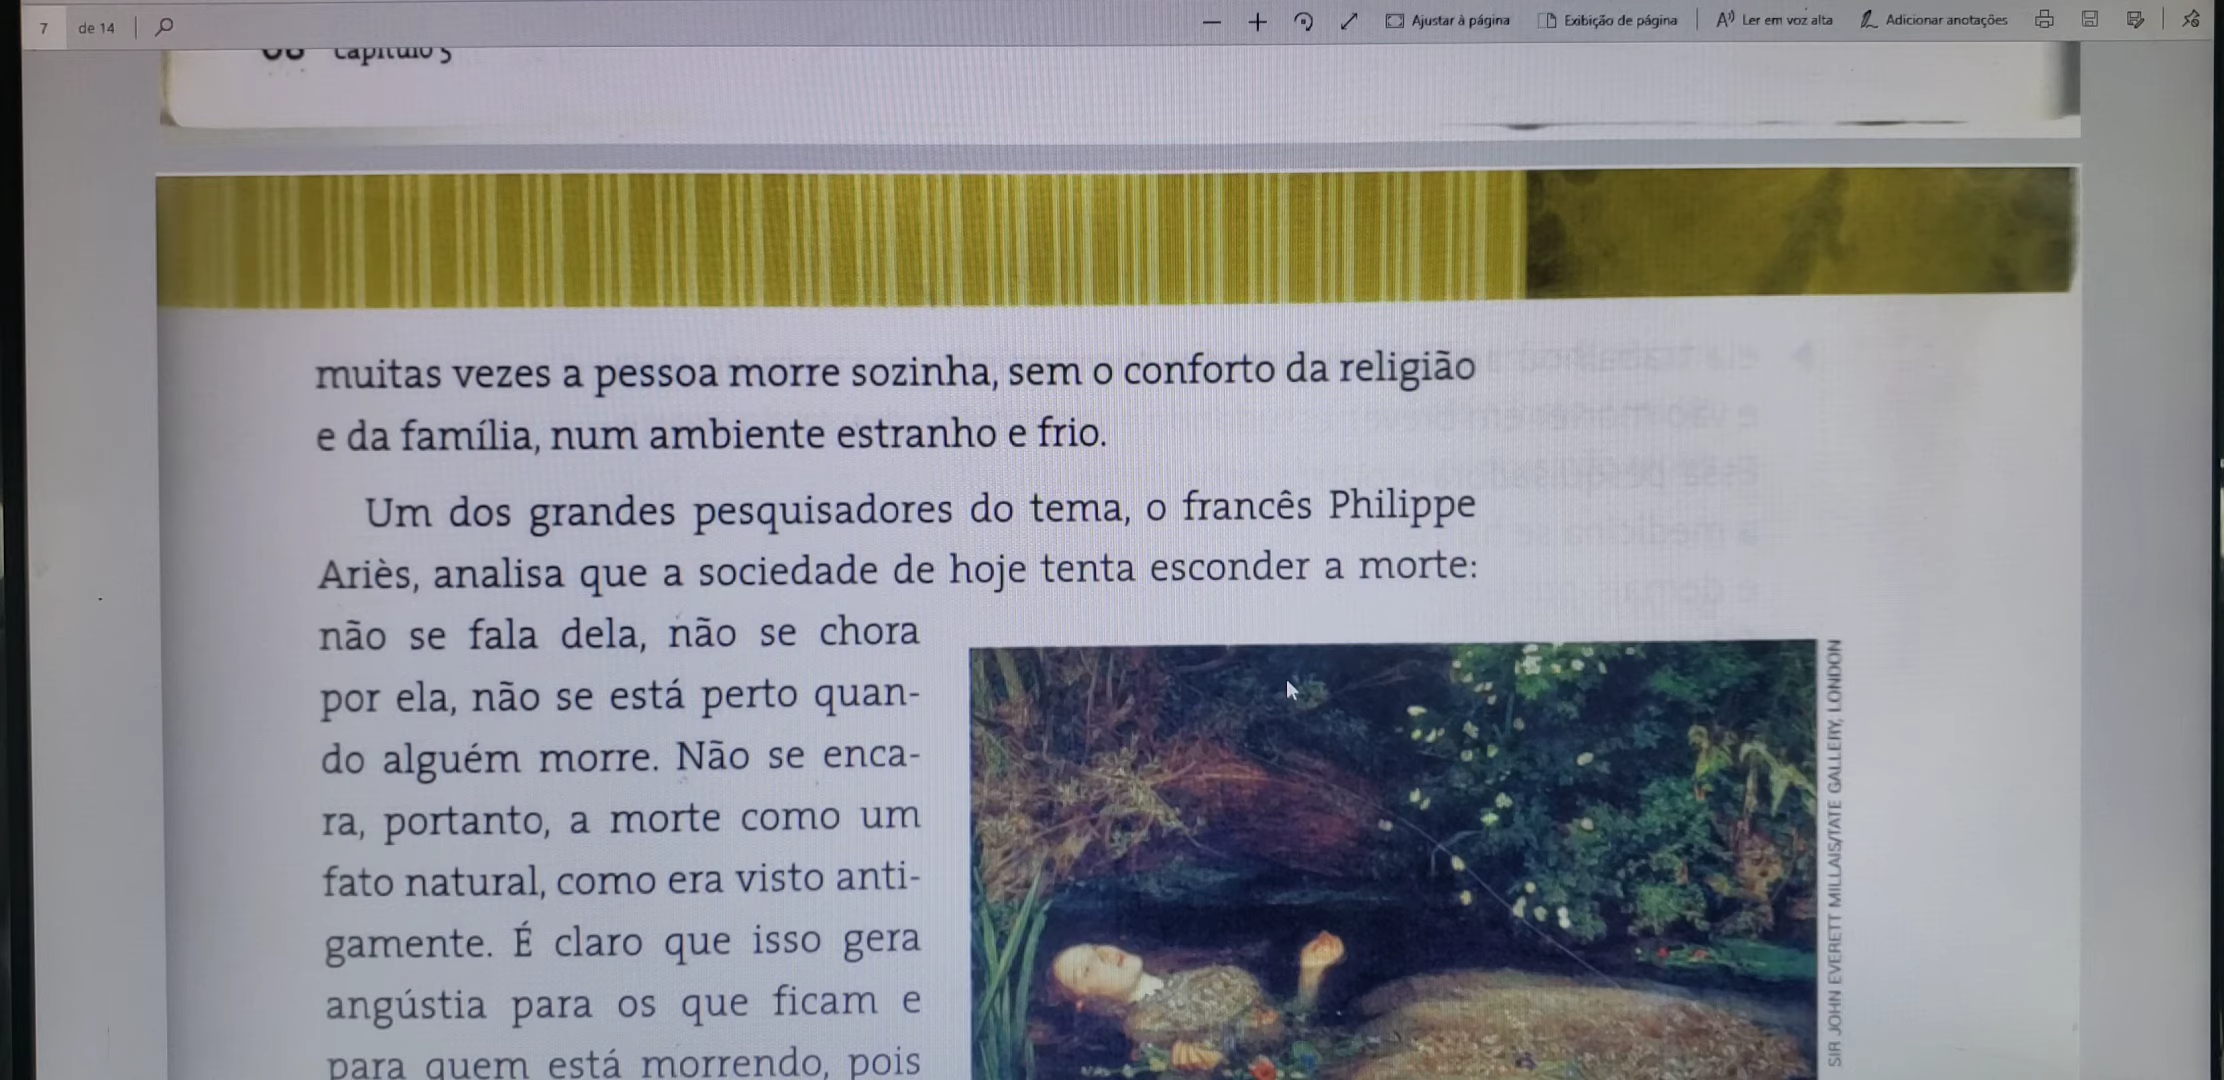 7 de 14 Ajustar à página Exibição de página Ler em voz alta Adicionar anotações
capítulo 5
muitas vezes a pessoa morre sozinha, sem o conforto da religião
e da família, num ambiente estranho e frio.
Um dos grandes pesquisadores do tema, o francês Philippe
Ariès, analisa que a sociedade de hoje tenta esconder a morte:
não se fala dela, não se chora
por ela, não se está perto quan-
do alguém morre. Não se enca-
ra, portanto, a morte como um
fato natural, como era visto anti-
gamente. É claro que isso gera
angústia para os que ficam e
para quem está morrendo, pois
SIR JOHN EVERETT MILLAIS/TATE GALLERY, LONDON